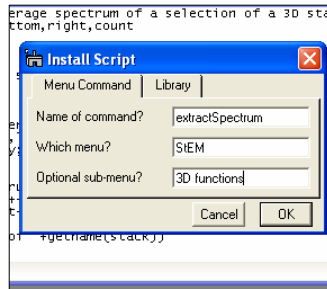 erage spectrum of a selection of a 3D sta
ttom,right,count
Install Script
Menu Command Library
Name of command? extractSpectrum
Which menu? StEM
Optional sub-menu? 3D functions
Cancel OK
of "+getname(stack))